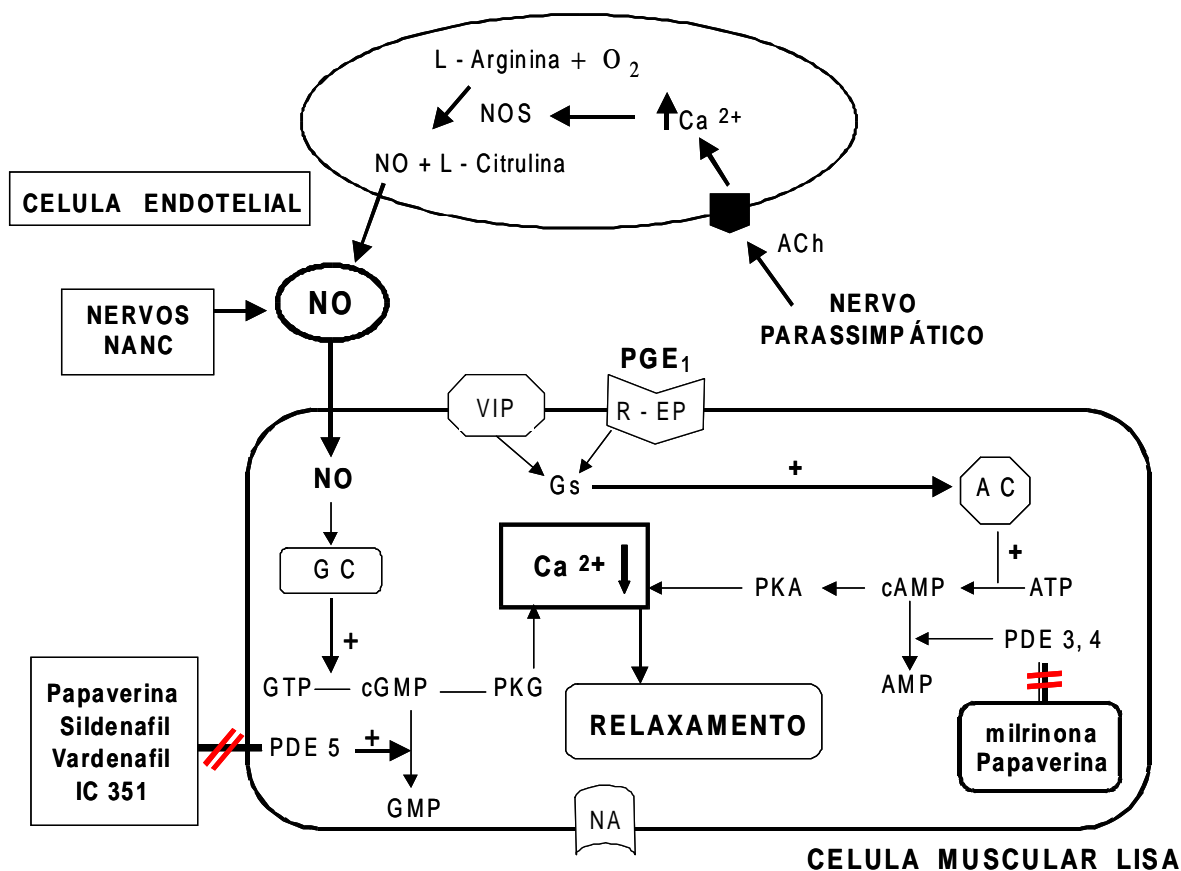 L - Arginina + O 2
NOS
Ca 2+
NO + L - Citrulina
CELULA ENDOTELIAL
ACh
NO
NERVOS
NANC
NERVO
PARASSIMPÁTICO
PGE1
VIP
R - EP
NO
Gs
+
A C
G C
Ca 2+
+
PKA
cAMP
ATP
+
PDE 3, 4
GTP
cGMP
PKG
AMP
Papaverina
Sildenafil
Vardenafil
IC 351
RELAXAMENTO
milrinona
Papaverina
PDE 5
+
GMP
NA
CELULA MUSCULAR LISA